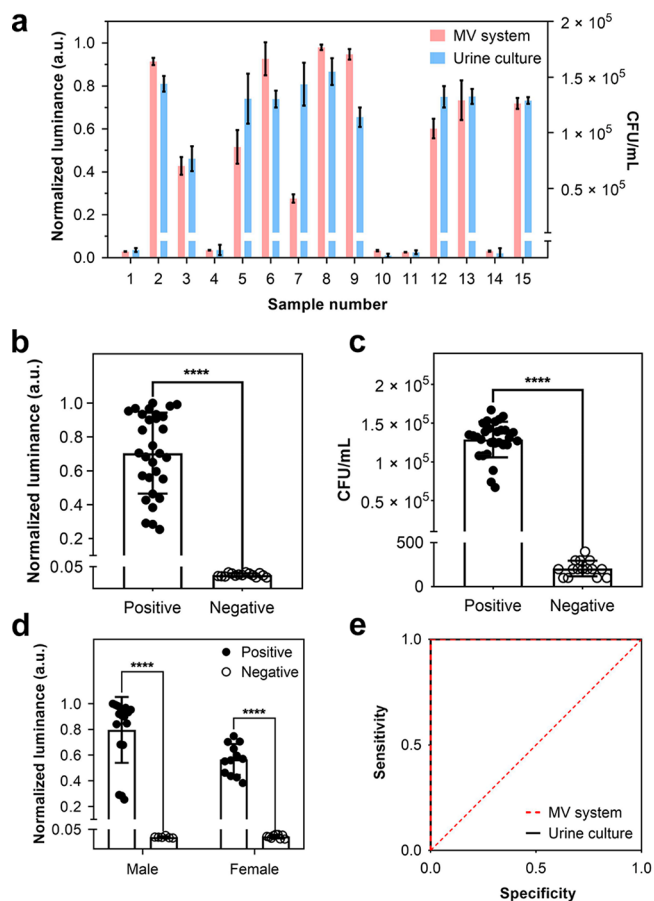 a
MV system
Urine culture
Normalized luminance (a.u.)
1.0
0.8
0.6
0.4
0.2
0.0
2 × 10⁵
1.5 × 10⁵
1 × 10⁵
0.5 × 10⁵
CFU/mL
1 2 3 4 5 6 7 8 9 10 11 12 13 14 15
Sample number
b
Normalized luminance (a.u.)
****
1.0
0.8
0.6
0.4
0.2
0.05
Positive Negative
c
CFU/mL
****
2 × 10⁵
1.5 × 10⁵
1 × 10⁵
0.5 × 10⁵
500
0
Positive Negative
d
Normalized luminance (a.u.)
Positive
Negative
****
****
1.0
0.8
0.6
0.4
0.2
0.05
Male Female
e
Sensitivity
1.0
0.5
0.0
MV system
Urine culture
0.0 0.5 1.0
Specificity